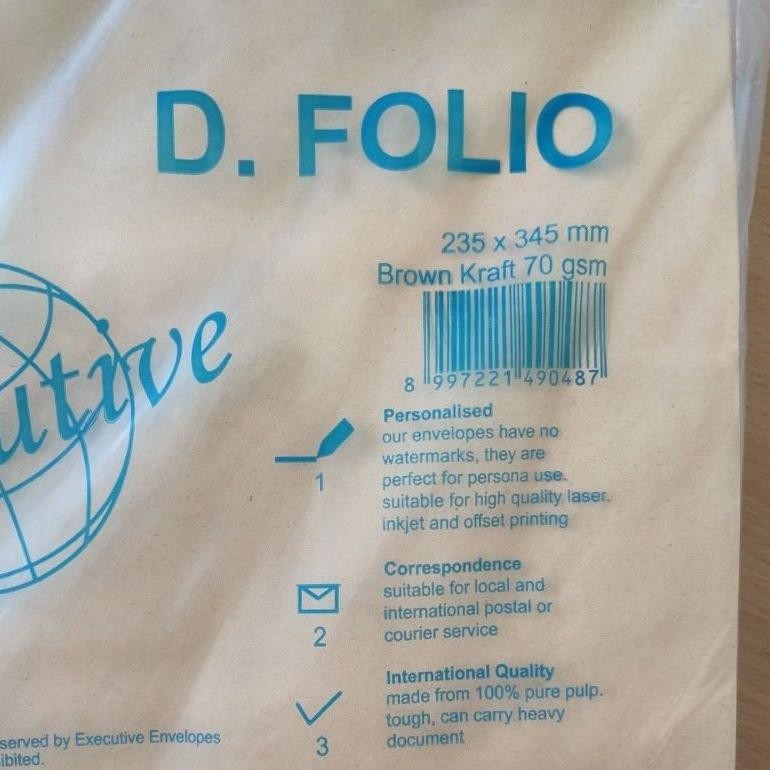 D. FOLIO
235 x 345 mm
Brown Kraft 70 gsm
8 997221 490487
utive
Personalised
our envelopes have no
watermarks, they are
perfect for persona use.
suitable for high quality laser.
inkjet and offset printing
1
Correspondence
suitable for local and
international postal or
courier service
2
International Quality
made from 100% pure pulp.
tough, can carry heavy
document
3
served by Executive Envelopes
ibited.